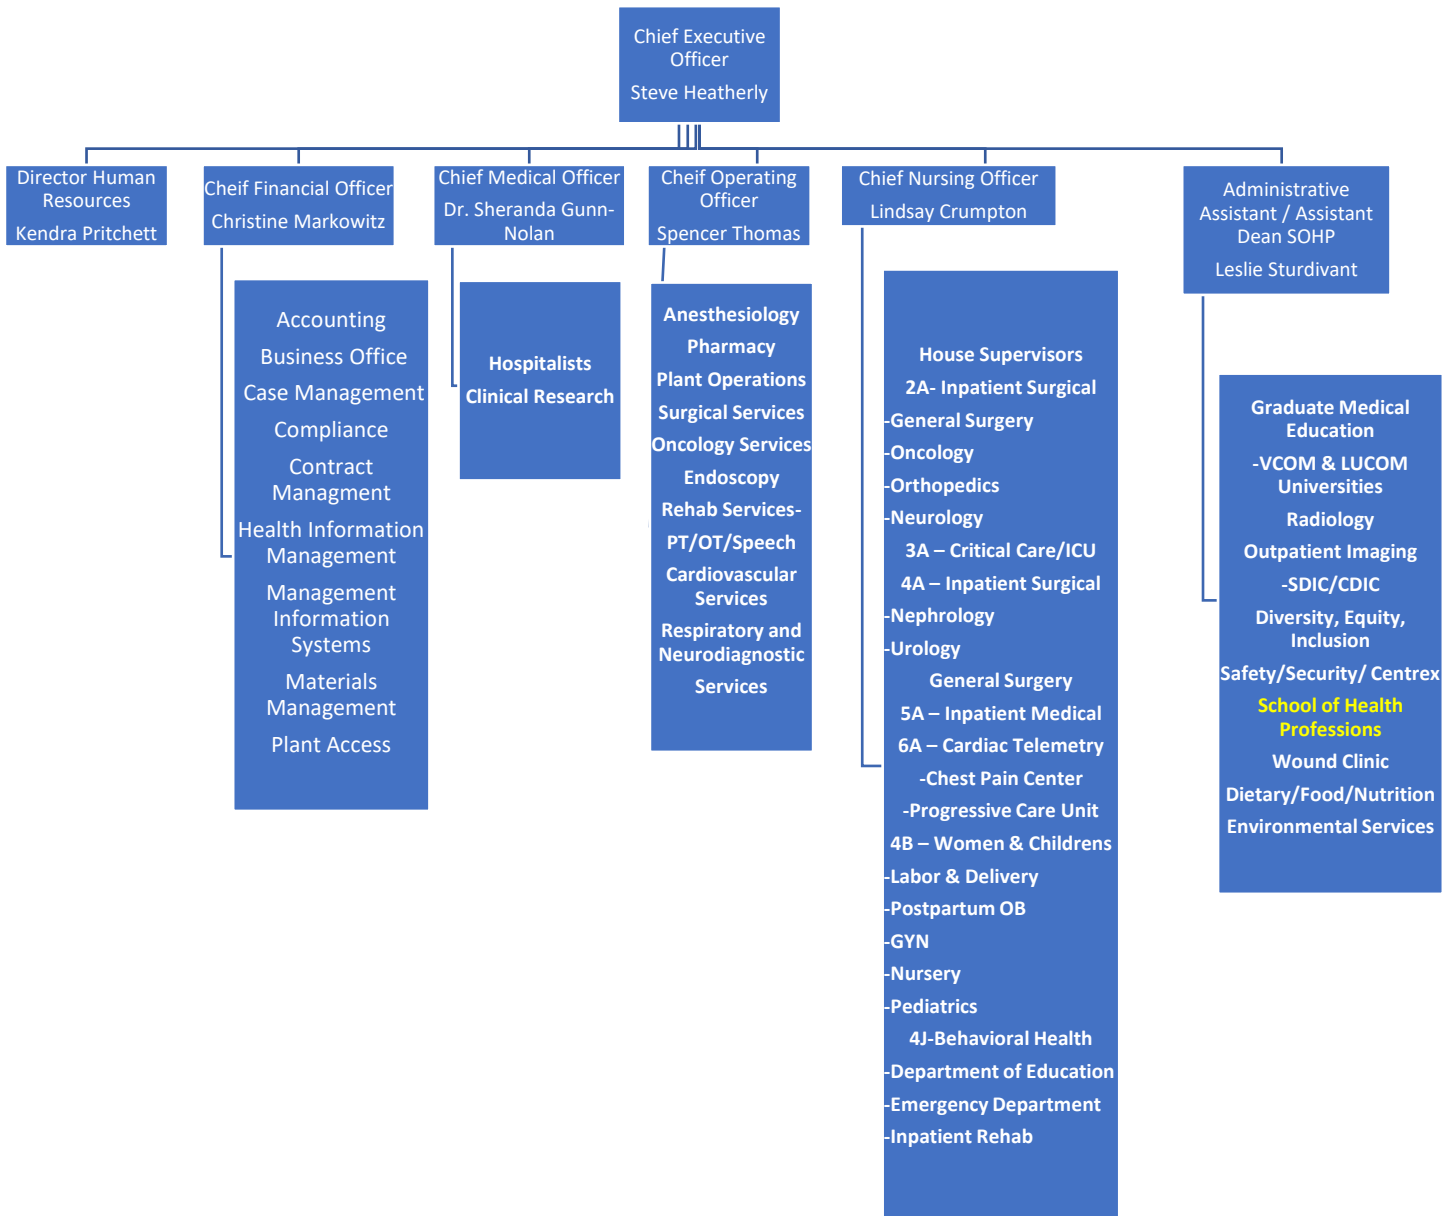 Chief Executive
Officer
Steve Heatherly
Director Human
Resources
Kendra Pritchett
Cheif Financial Officer
Christine Markowitz
Chief Medical Officer
Dr. Sheranda Gunn-
Nolan
Cheif Operating
Officer
Spencer Thomas
Chief Nursing Officer
Lindsay Crumpton
Administrative
Assistant / Assistant
Dean SOHP
Leslie Sturdivant
Accounting
Business Office
Case Management
Compliance
Contract
Managment
Health Information
Management
Management
Information
Systems
Materials
Management
Plant Access
Hospitalists
Clinical Research
Anesthesiology
Pharmacy
Plant Operations
Surgical Services
Oncology Services
Endoscopy
Rehab Services-
PT/OT/Speech
Cardiovascular
Services
Respiratory and
Neurodiagnostic
Services
House Supervisors
2A- Inpatient Surgical
-General Surgery
-Oncology
-Orthopedics
-Neurology
3A – Critical Care/ICU
4A – Inpatient Surgical
-Nephrology
-Urology
General Surgery
5A – Inpatient Medical
6A – Cardiac Telemetry
-Chest Pain Center
-Progressive Care Unit
4B – Women & Childrens
-Labor & Delivery
-Postpartum OB
-GYN
-Nursery
-Pediatrics
4J-Behavioral Health
-Department of Education
-Emergency Department
-Inpatient Rehab
Graduate Medical
Education
-VCOM & LUCOM
Universities
Radiology
Outpatient Imaging
-SDIC/CDIC
Diversity, Equity,
Inclusion
Safety/Security/ Centrex
School of Health
Professions
Wound Clinic
Dietary/Food/Nutrition
Environmental Services